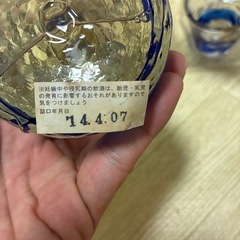 ※妊娠中や授乳期の飲酒は、胎児・乳児
の発育に影響するおそれがありますので
気をつけましょう
詰口年月日
14.4.07